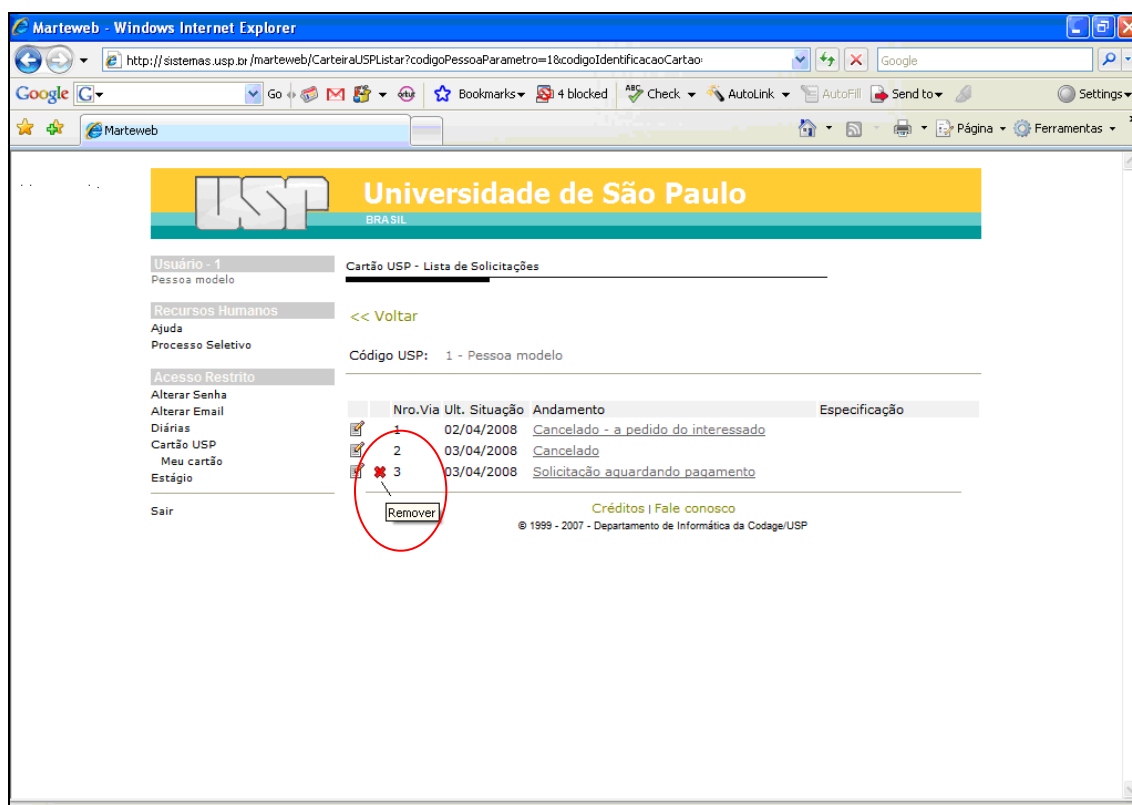 Marteweb - Windows Internet Explorer
http://sistemas.usp.br/marteweb/CarteiraUSPListar?codigoPessoaParametro=1&codigoIdentificacaoCartao
Google
Google G Go Bookmarks 4 blocked ABC Check AutoLink AutoFill Send to Settings
Marteweb Página Ferramentas
USP
Universidade de São Paulo
BRASIL
Usuário - 1
Pessoa modelo
Recursos Humanos
Ajuda
Processo Seletivo
Acesso Restrito
Alterar Senha
Alterar Email
Diárias
Cartão USP
Meu cartão
Estágio
Sair
Cartão USP - Lista de Solicitações
<< Voltar
Código USP: 1 - Pessoa modelo
Nro.Via Ult. Situação Andamento Especificação
1 02/04/2008 Cancelado - a pedido do interessado
2 03/04/2008 Cancelado
3 03/04/2008 Solicitação aguardando pagamento
Remover
Créditos | Fale conosco
© 1999 - 2007 - Departamento de Informática da Codage/USP